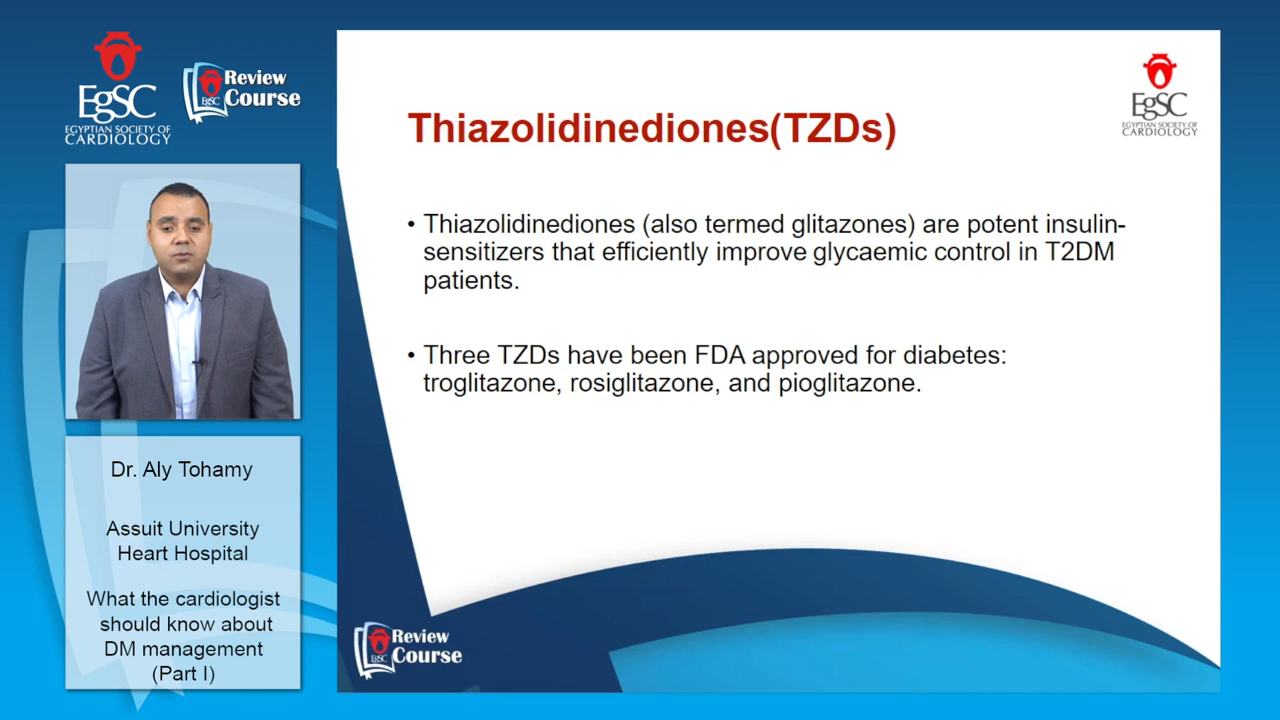 EgSC
EGYPTIAN SOCIETY OF
CARDIOLOGY
EgSC
Review
Course
Dr. Aly Tohamy
Assuit University
Heart Hospital
What the cardiologist
should know about
DM management
(Part I)
Thiazolidinediones(TZDs)
EgSC
EGYPTIAN SOCIETY OF
CARDIOLOGY
• Thiazolidinediones (also termed glitazones) are potent insulin-
sensitizers that efficiently improve glycaemic control in T2DM
patients.
• Three TZDs have been FDA approved for diabetes:
troglitazone, rosiglitazone, and pioglitazone.
EgSC
Review
Course